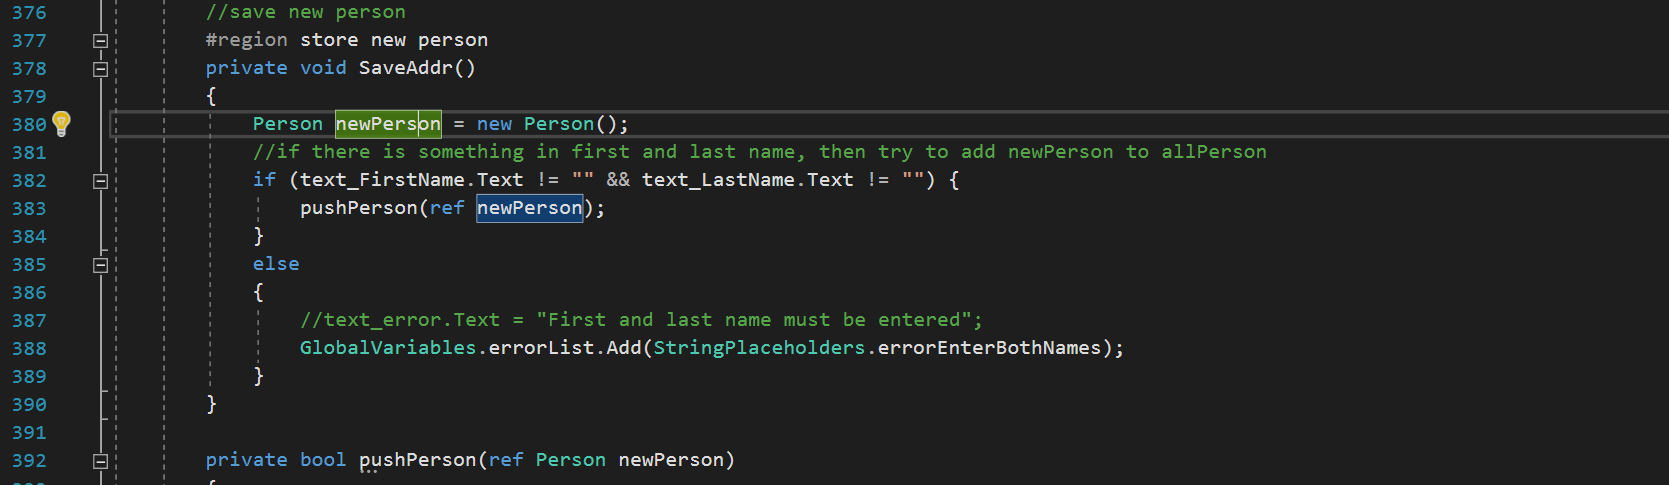 376 //save new person
377 #region store new person
378 private void SaveAddr()
379 {
380 Person newPerson = new Person();
381 //if there is something in first and last name, then try to add newPerson to allPerson
382 if (text_FirstName.Text != "" && text_LastName.Text != "") {
383 pushPerson(ref newPerson);
384 }
385 else
386 {
387 //text_error.Text = "First and last name must be entered";
388 GlobalVariables.errorList.Add(StringPlaceholders.errorEnterBothNames);
389 }
390 }
391
392 private bool pushPerson(ref Person newPerson)